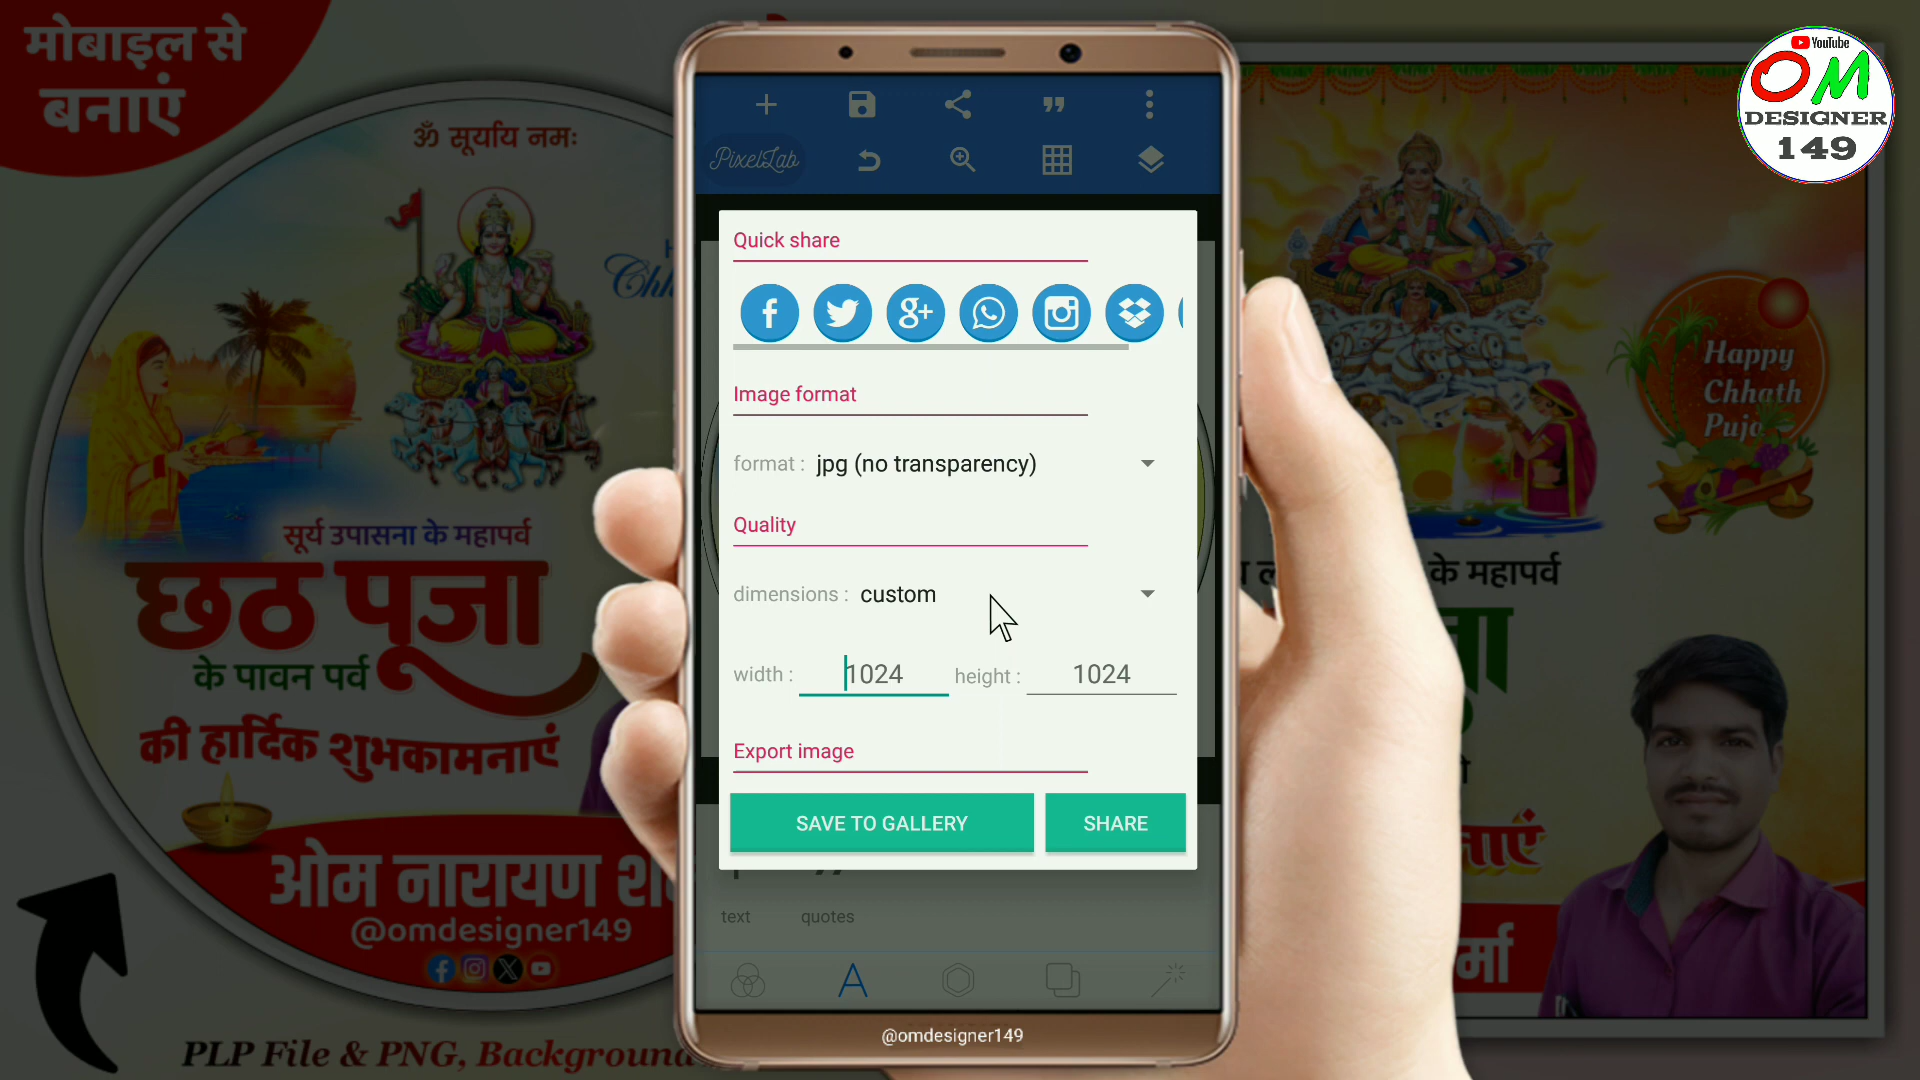 मोबाइल से
बनाएं
ॐ सूर्याय नमः
सूर्य उपासना के महापर्व
छठ पूजा
के पावन पर्व
की हार्दिक शुभकामनाएं
ओम नारायण
@omdesigner149
PLP File & PNG, Background
PixelLab
Quick share
Image format
format : jpg (no transparency)
Quality
dimensions : custom
width : 1024 height : 1024
Export image
SAVE TO GALLERY SHARE
text quotes
@omdesigner149
YouTube
OM
DESIGNER
149
Happy
Chhath
Puja
के महापर्व